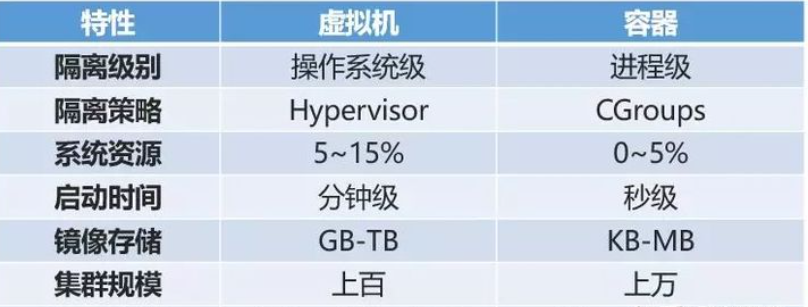 特性 虚拟机 容器
隔离级别 操作系统级 进程级
隔离策略 Hypervisor CGroups
系统资源 5~15% 0~5%
启动时间 分钟级 秒级
镜像存储 GB-TB KB-MB
集群规模 上百 上万